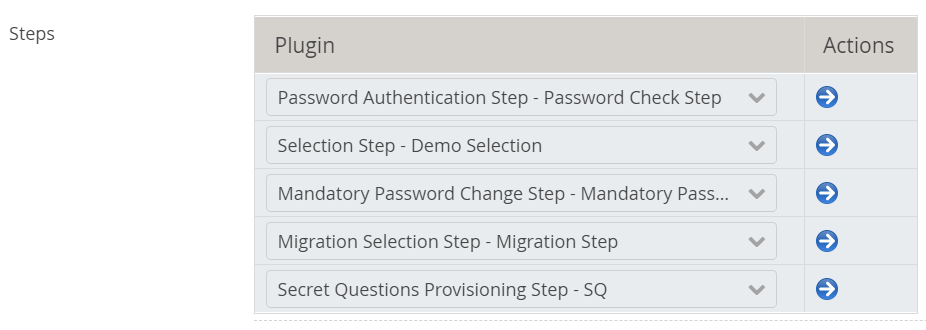 Steps
Plugin Actions
Password Authentication Step - Password Check Step
Selection Step - Demo Selection
Mandatory Password Change Step - Mandatory Pass...
Migration Selection Step - Migration Step
Secret Questions Provisioning Step - SQ